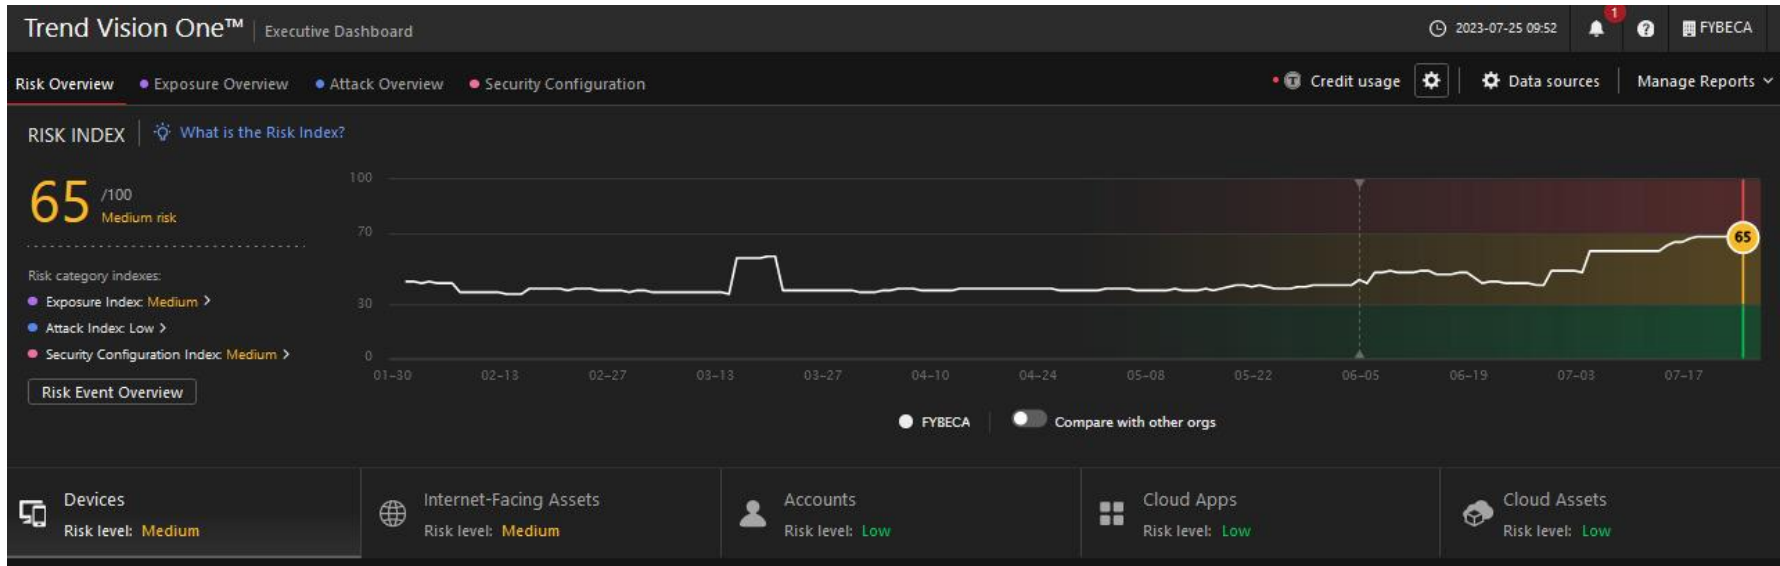 Trend Vision One™ | Executive Dashboard
2023-07-25 09:52
1
FYBECA
Risk Overview
Exposure Overview
Attack Overview
Security Configuration
Credit usage
Data sources
Manage Reports
RISK INDEX
What is the Risk Index?
65 /100
Medium risk
Risk category indexes:
Exposure Index: Medium >
Attack Index: Low >
Security Configuration Index: Medium >
Risk Event Overview
100
70
30
0
65
01-30 02-13 02-27 03-13 03-27 04-10 04-24 05-08 05-22 06-05 06-19 07-03 07-17
FYBECA
Compare with other orgs
Devices
Risk level: Medium
Internet-Facing Assets
Risk level: Medium
Accounts
Risk level: Low
Cloud Apps
Risk level: Low
Cloud Assets
Risk level: Low